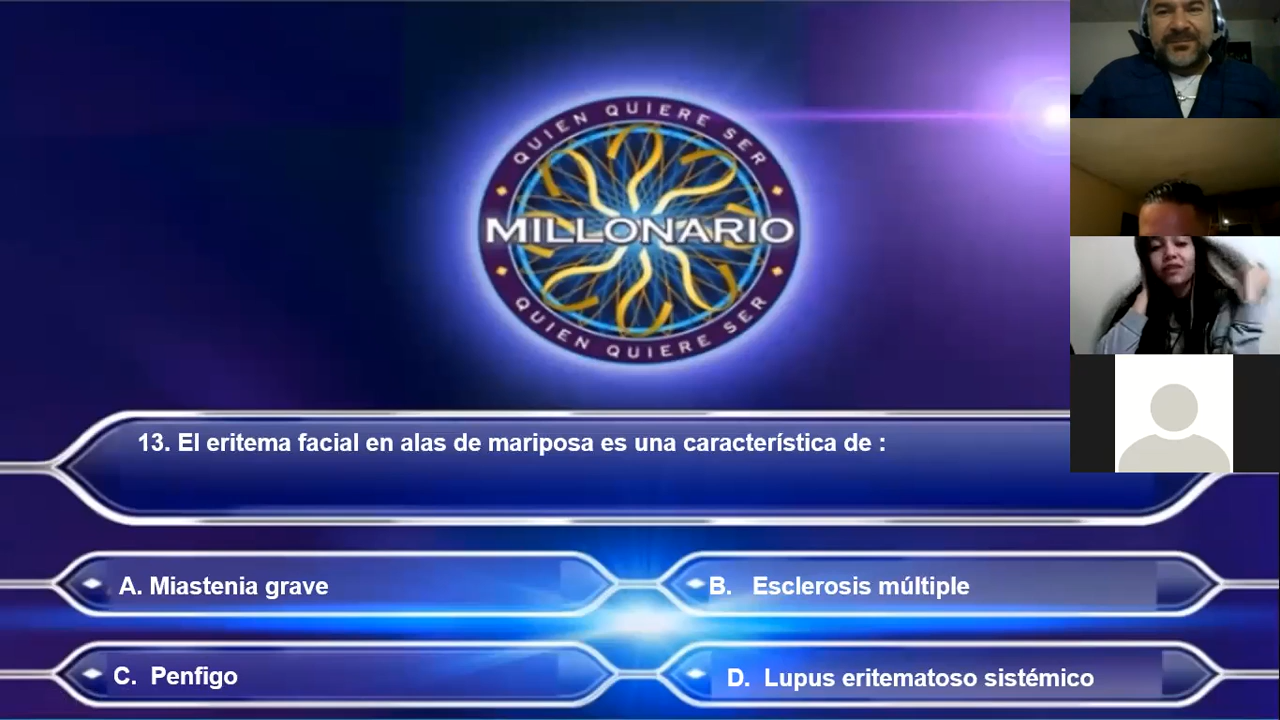 QUIEN QUIERE SER
MILLONARIO
QUIEN QUIERE SER
13. El eritema facial en alas de mariposa es una característica de :
A. Miastenia grave
B. Esclerosis múltiple
C. Penfigo
D. Lupus eritematoso sistémico